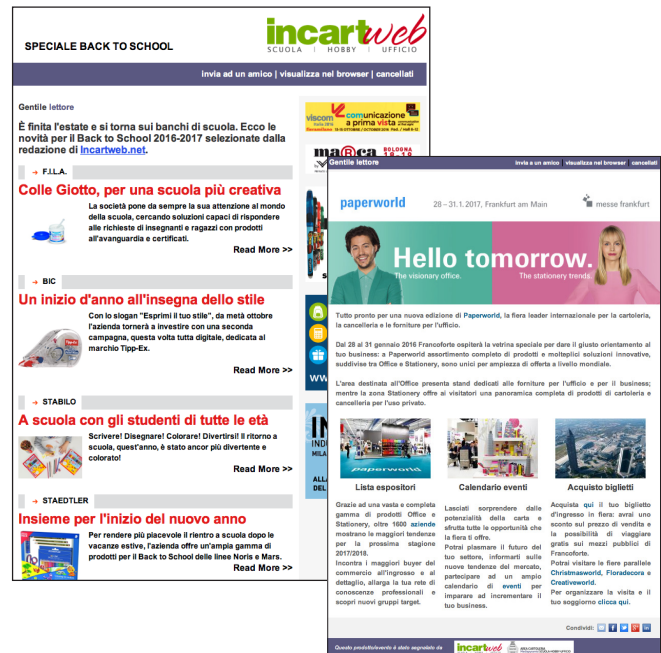 SPECIALE BACK TO SCHOOL
incartweb
SCUOLA | HOBBY | UFFICIO
invia ad un amico | visualizza nel browser | cancellati
Gentile lettore
È finita l'estate e si torna sui banchi di scuola. Ecco le
novità per il Back to School 2016-2017 selezionate dalla
redazione di Incartweb.net.
→ F.I.L.A.
Colle Giotto, per una scuola più creativa
La società pone da sempre la sua attenzione al mondo
della scuola, cercando soluzioni capaci di rispondere
alle richieste di insegnanti e ragazzi con prodotti
all'avanguardia e certificati.
Read More >>
→ BIC
Un inizio d'anno all'insegna dello stile
Con lo slogan "Esprimi il tuo stile", da metà ottobre
l'azienda tornerà a investire con una seconda
campagna, questa volta tutta digitale, dedicata al
marchio Tipp-Ex.
Read More >>
→ STABILO
A scuola con gli studenti di tutte le età
Scrivere! Disegnare! Colorare! Divertirsi! Il ritorno a
scuola, quest'anno, è stato ancor più divertente e
colorato!
Read More >>
→ STAEDTLER
Insieme per l'inizio del nuovo anno
Per rendere più piacevole il rientro a scuola dopo le
vacanze estive, l'azienda offre un'ampia gamma di
prodotti per il Back to School delle linee Noris e Mars.
Read More >>
viscom
comunicazione
a prima vista
maRca BOLOGNA
WW
IN
INDU
MILA
ALL
DEL
Gentile lettore
invia a un amico | visualizza nel browser | cancellati
paperworld
28 – 31.1.2017, Frankfurt am Main
messe frankfurt
Hello tomorrow.
The visionary office.
The stationery trends.
Tutto pronto per una nuova edizione di Paperworld, la fiera leader internazionale per la cartoleria,
la cancelleria e le forniture per l'ufficio.
Dal 28 al 31 gennaio 2016 Francoforte ospiterà la vetrina speciale per dare il giusto orientamento al
tuo business: a Paperworld assortimento completo di prodotti e molteplici soluzioni innovative,
suddivise tra Office e Stationery, sono unici per ampiezza di offerta a livello mondiale.
L'area destinata all'Office presenta stand dedicati alle forniture per l'ufficio e per il business;
mentre la zona Stationery offre ai visitatori una panoramica completa di prodotti di cartoleria e
cancelleria per l'uso privato.
paperworld
Lista espositori
Grazie ad una vasta e completa
gamma di prodotti Office e
Stationery, oltre 1600 aziende
mostrano le maggiori tendenze
per la prossima stagione
2017/2018.
Incontra i maggiori buyer del
commercio all'ingrosso e al
dettaglio, allarga la tua rete di
conoscenze professionali e
scopri nuovi gruppi target.
Calendario eventi
Lasciati sorprendere dalle
potenzialità della carta e
sfrutta tutte le opportunità che
la fiera ti offre.
Potrai plasmare il futuro del
tuo settore, informarti sulle
nuove tendenze del mercato,
partecipare ad un ampio
calendario di eventi per
imparare ad incrementare il
tuo business.
Acquisto biglietti
Acquista qui il tuo biglietto
d'ingresso in fiera: avrai uno
sconto sul prezzo di vendita e
la possibilità di viaggiare
gratis sui mezzi pubblici di
Francoforte.
Potrai visitare le fiere parallele
Christmasworld, Floradecora e
Creativeworld.
Per organizzare la visita e il
tuo soggiorno clicca qui.
Condividi:
Questo prodotto/evento è stato segnalato da
incartweb